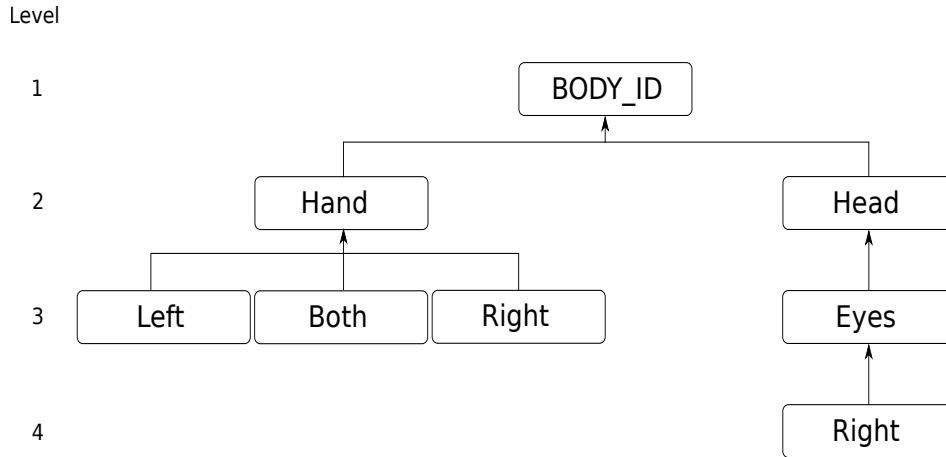 Level
1
BODY_ID
2
Hand
Head
3
Left
Both
Right
Eyes
4
Right